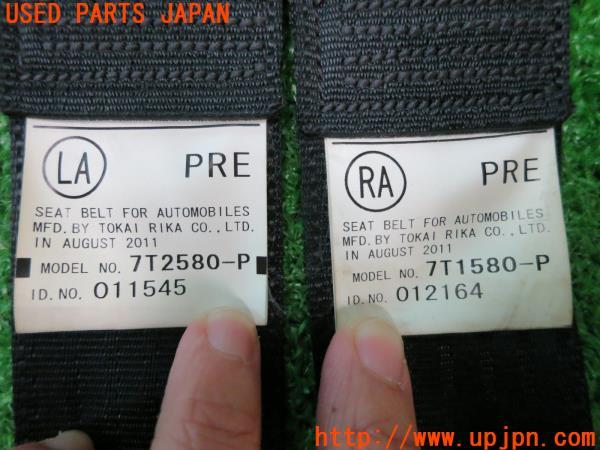 USED PARTS JAPAN
LA PRE
SEAT BELT FOR AUTOMOBILES
MFD. BY TOKAI RIKA CO., LTD.
IN AUGUST 2011
MODEL NO. 7T2580-P
ID. NO. 011545
RA PRE
SEAT BELT FOR AUTOMOBILES
MFD. BY TOKAI RIKA CO., LTD.
IN AUGUST 2011
MODEL NO. 7T1580-P
ID. NO. 012164
http://www.upjpn.com/